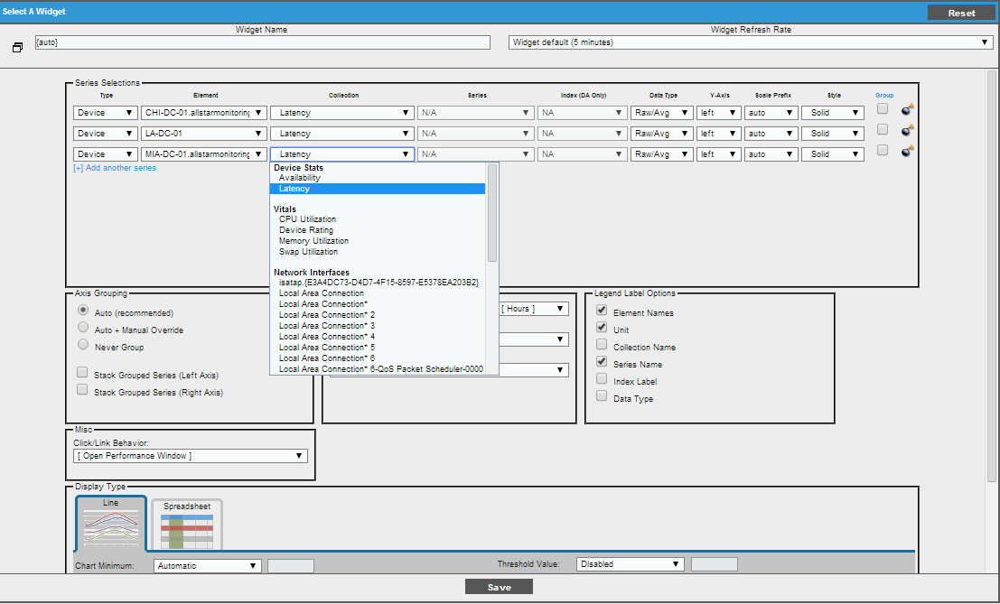 Select A Widget
Reset
Widget Name
Widget Refresh Rate
{auto}
Widget default (5 minutes)
Series Selections
Type Element Collection Series Index (DA Only) Data Type Y-Axis Scale Prefix Style Group
Device CHI-DC-01.allstarmonitoring Latency N/A NA Raw/Avg left auto Solid
Device LA-DC-01 Latency N/A NA Raw/Avg left auto Solid
Device MIA-DC-01.allstarmonitoring Latency N/A NA Raw/Avg left auto Solid
[+] Add another series
Device Stats
Availability
Latency
Vitals
CPU Utilization
Device Rating
Memory Utilization
Swap Utilization
Network Interfaces
isatap.{E3A4DC73-D4D7-4F15-8597-E5378EA203B2}
Local Area Connection
Local Area Connection*
Local Area Connection* 2
Local Area Connection* 3
Local Area Connection* 4
Local Area Connection* 5
Local Area Connection* 6
Local Area Connection* 6-QoS Packet Scheduler-0000
Axis Grouping
Auto (recommended)
Auto + Manual Override
Never Group
Stack Grouped Series (Left Axis)
Stack Grouped Series (Right Axis)
[ Hours ]
Legend Label Options
Element Names
Unit
Collection Name
Series Name
Index Label
Data Type
Misc
Click/Link Behavior:
[ Open Performance Window ]
Display Type
Line
Spreadsheet
Chart Minimum: Automatic
Threshold Value: Disabled
Save